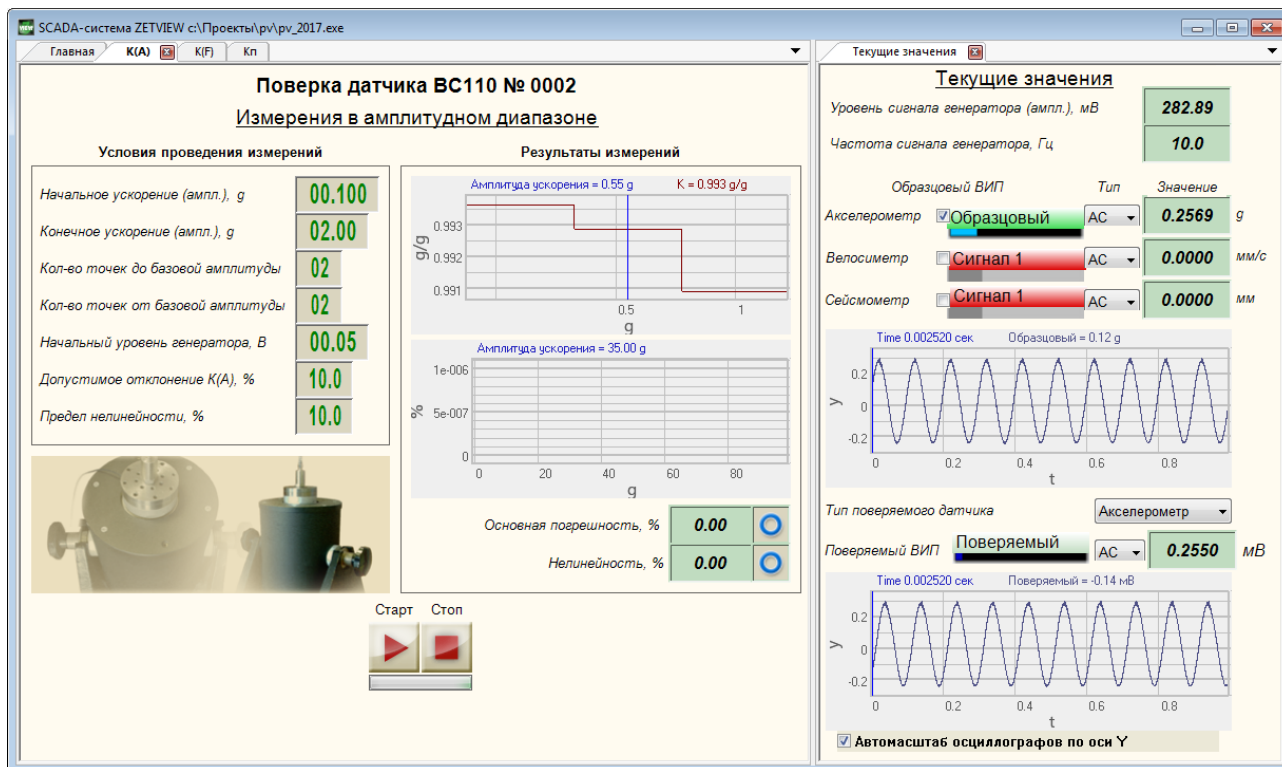 SCADA-система ZETVIEW c:\Проекты\pv\pv_2017.exe
Главная K(A) K(F) Кп
Поверка датчика ВС110 № 0002
Измерения в амплитудном диапазоне
Условия проведения измерений
Начальное ускорение (ампл.), g 00.100
Конечное ускорение (ампл.), g 02.00
Кол-во точек до базовой амплитуды 02
Кол-во точек от базовой амплитуды 02
Начальный уровень генератора, В 00.05
Допустимое отклонение К(А), % 10.0
Предел нелинейности, % 10.0
Результаты измерений
Амплитуда ускорения = 0.55 g K = 0.993 g/g
g/g
0.993
0.992
0.991
0.5 1
g
Амплитуда ускорения = 35.00 g
%
1e-006
5e-007
0
0 20 40 60 80
g
Основная погрешность, % 0.00
Нелинейность, % 0.00
Старт Стоп
Текущие значения
Текущие значения
Уровень сигнала генератора (ампл.), мВ 282.89
Частота сигнала генератора, Гц 10.0
Образцовый ВИП Тип Значение
Акселерометр Образцовый AC 0.2569 g
Велосиметр Сигнал 1 AC 0.0000 мм/с
Сейсмометр Сигнал 1 AC 0.0000 мм
Time 0.002520 сек Образцовый = 0.12 g
y
0.2
0
-0.2
0 0.2 0.4 0.6 0.8
t
Тип поверяемого датчика Акселерометр
Поверяемый ВИП Поверяемый AC 0.2550 мВ
Time 0.002520 сек Поверяемый = -0.14 мВ
y
0.2
0
-0.2
0 0.2 0.4 0.6 0.8
t
Автомасштаб осциллографов по оси Y